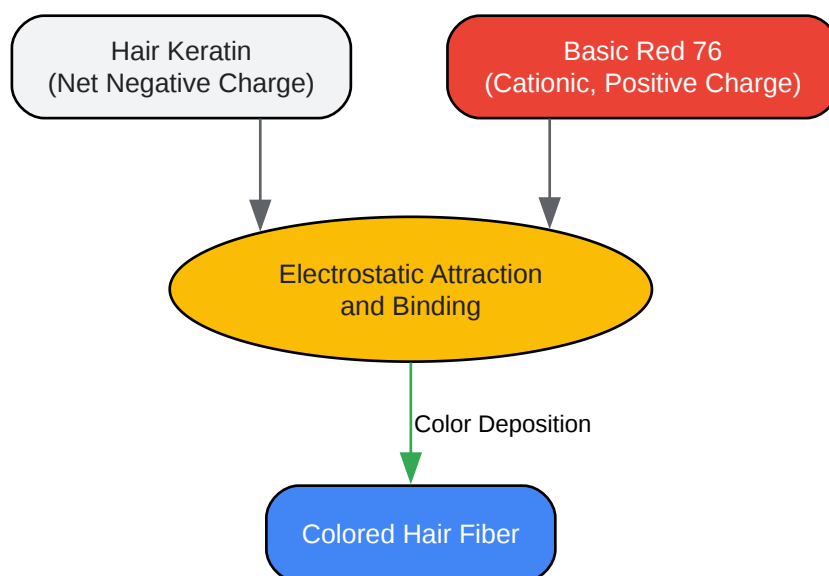 Hair Keratin
(Net Negative Charge)
Basic Red 76
(Cationic, Positive Charge)
Electrostatic Attraction
and Binding
Color Deposition
Colored Hair Fiber